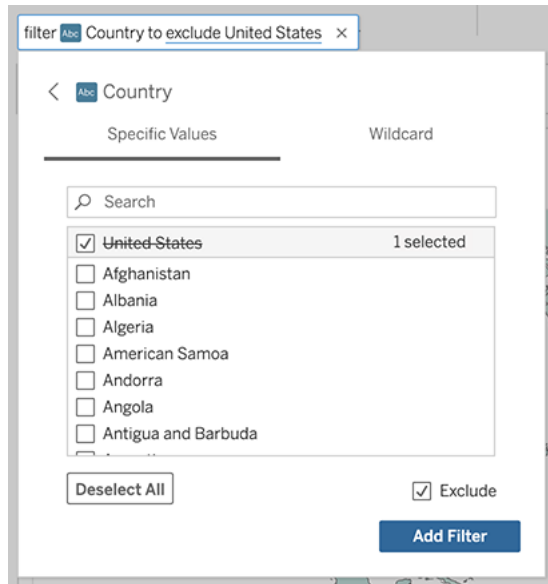 filter Abc Country to exclude United States ×
Abc Country
Specific Values Wildcard
Search
United States 1 selected
Afghanistan
Albania
Algeria
American Samoa
Andorra
Angola
Antigua and Barbuda
Deselect All Exclude
Add Filter